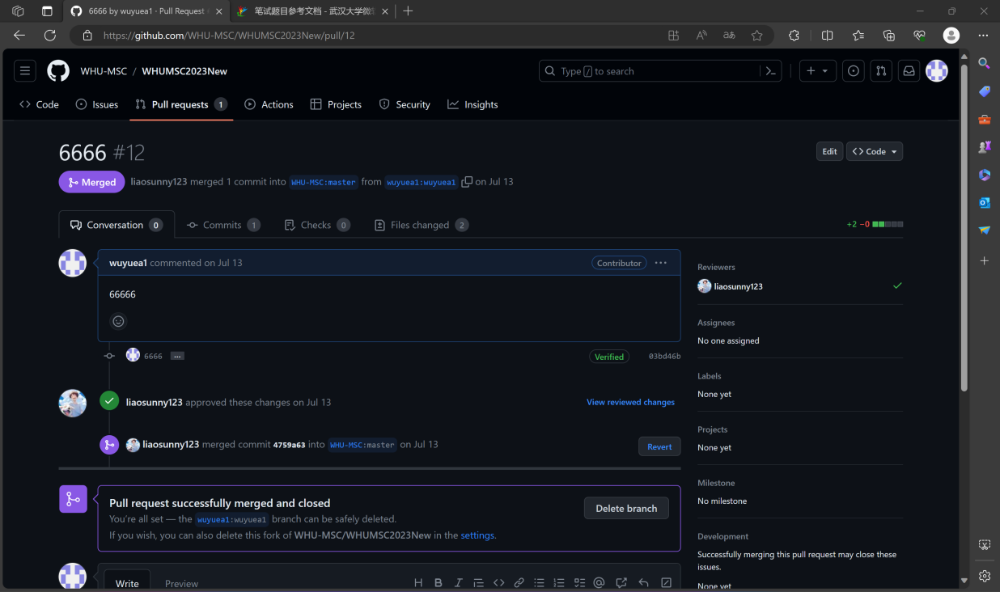 6666 by wuyuea1 · Pull Request
笔试题目参考文档 - 武汉大学微
https://github.com/WHU-MSC/WHUMSC2023New/pull/12
WHU-MSC / WHUMSC2023New
Type / to search
Code
Issues
Pull requests 1
Actions
Projects
Security
Insights
6666 #12
Edit
<> Code
Merged
liaosunny123 merged 1 commit into WHU-MSC:master from wuyuea1:wuyuea1 on Jul 13
Conversation 0
Commits 1
Checks 0
Files changed 2
+2 −0
wuyuea1 commented on Jul 13
Contributor
66666
6666 ...
Verified
03bd46b
liaosunny123 approved these changes on Jul 13
View reviewed changes
liaosunny123 merged commit 4759a63 into WHU-MSC:master on Jul 13
Revert
Pull request successfully merged and closed
You're all set — the wuyuea1:wuyuea1 branch can be safely deleted.
If you wish, you can also delete this fork of WHU-MSC/WHUMSC2023New in the settings.
Delete branch
Write
Preview
Reviewers
liaosunny123
Assignees
No one assigned
Labels
None yet
Projects
None yet
Milestone
No milestone
Development
Successfully merging this pull request may close these
issues.
None yet